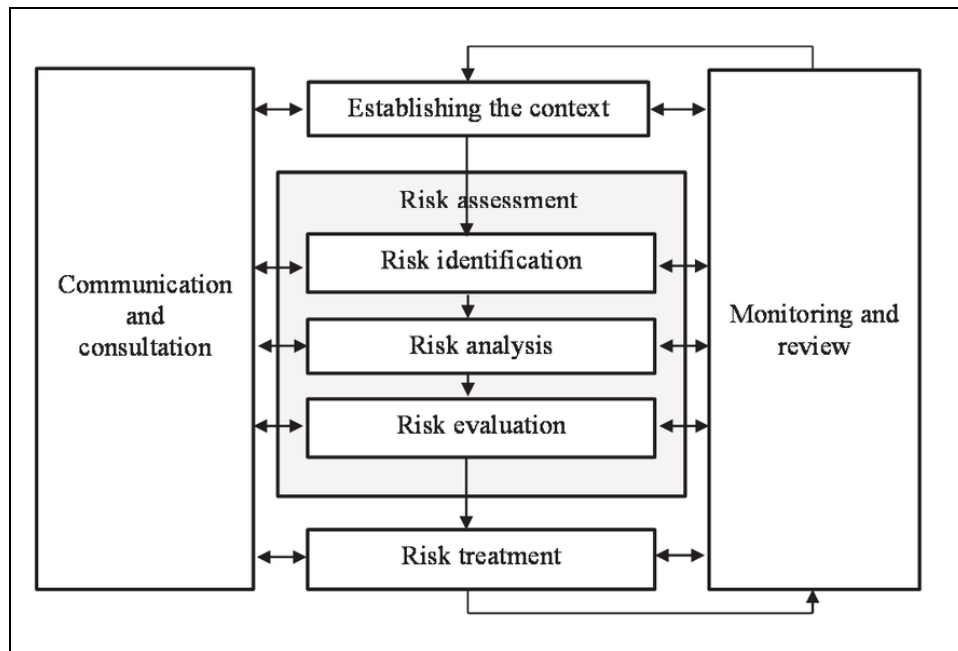 Establishing the context
Risk assessment
Risk identification
Risk analysis
Risk evaluation
Risk treatment
Communication
and
consultation
Monitoring and
review